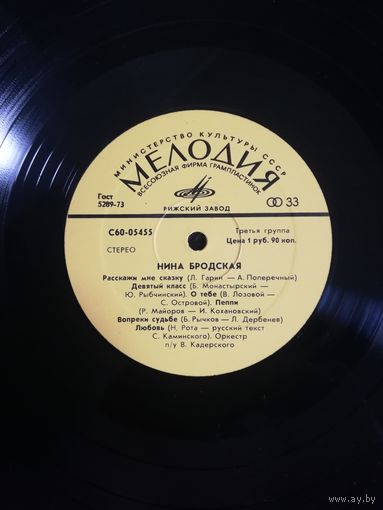 МИНИСТЕРСТВО КУЛЬТУРЫ СССР
МЕЛОДИЯ
ВСЕСОЮЗНАЯ ФИРМА ГРАМПЛАСТИНОК
Гост
5289-73
33
РИЖСКИЙ ЗАВОД
С60-05455
Третья группа
Цена 1 руб. 90 коп.
СТЕРЕО
НИНА БРОДСКАЯ
Расскажи мне сказку (Л. Гарин — А. Поперечный)
Девятый класс (Б. Монастырский —
Ю. Рыбчинский). О тебе (В. Лозовой —
С. Островой). Пеппи
(Р. Майоров — И. Кохановский)
Вопреки судьбе (Б. Рычков — Л. Дербенев)
Любовь (Н. Рота — русский текст
С. Каминского). Оркестр
п/у В. Кадерского
www.ay.by